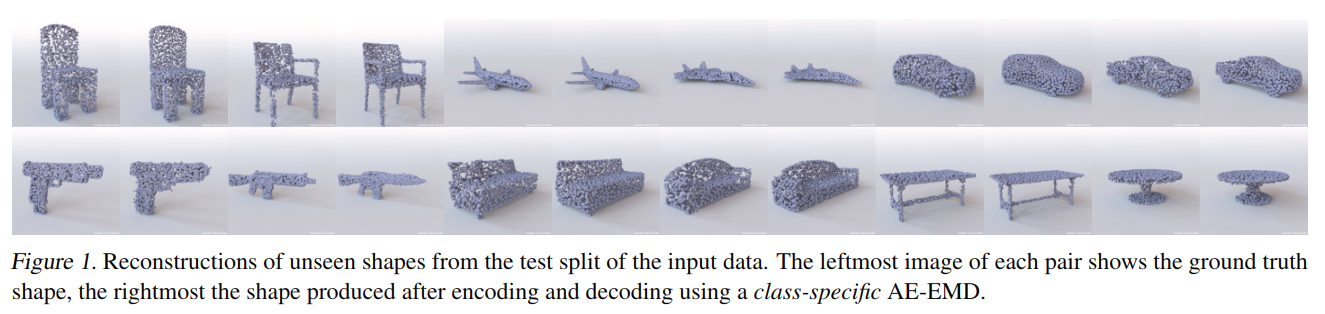 Figure 1. Reconstructions of unseen shapes from the test split of the input data. The leftmost image of each pair shows the ground truth
shape, the rightmost the shape produced after encoding and decoding using a class-specific AE-EMD.